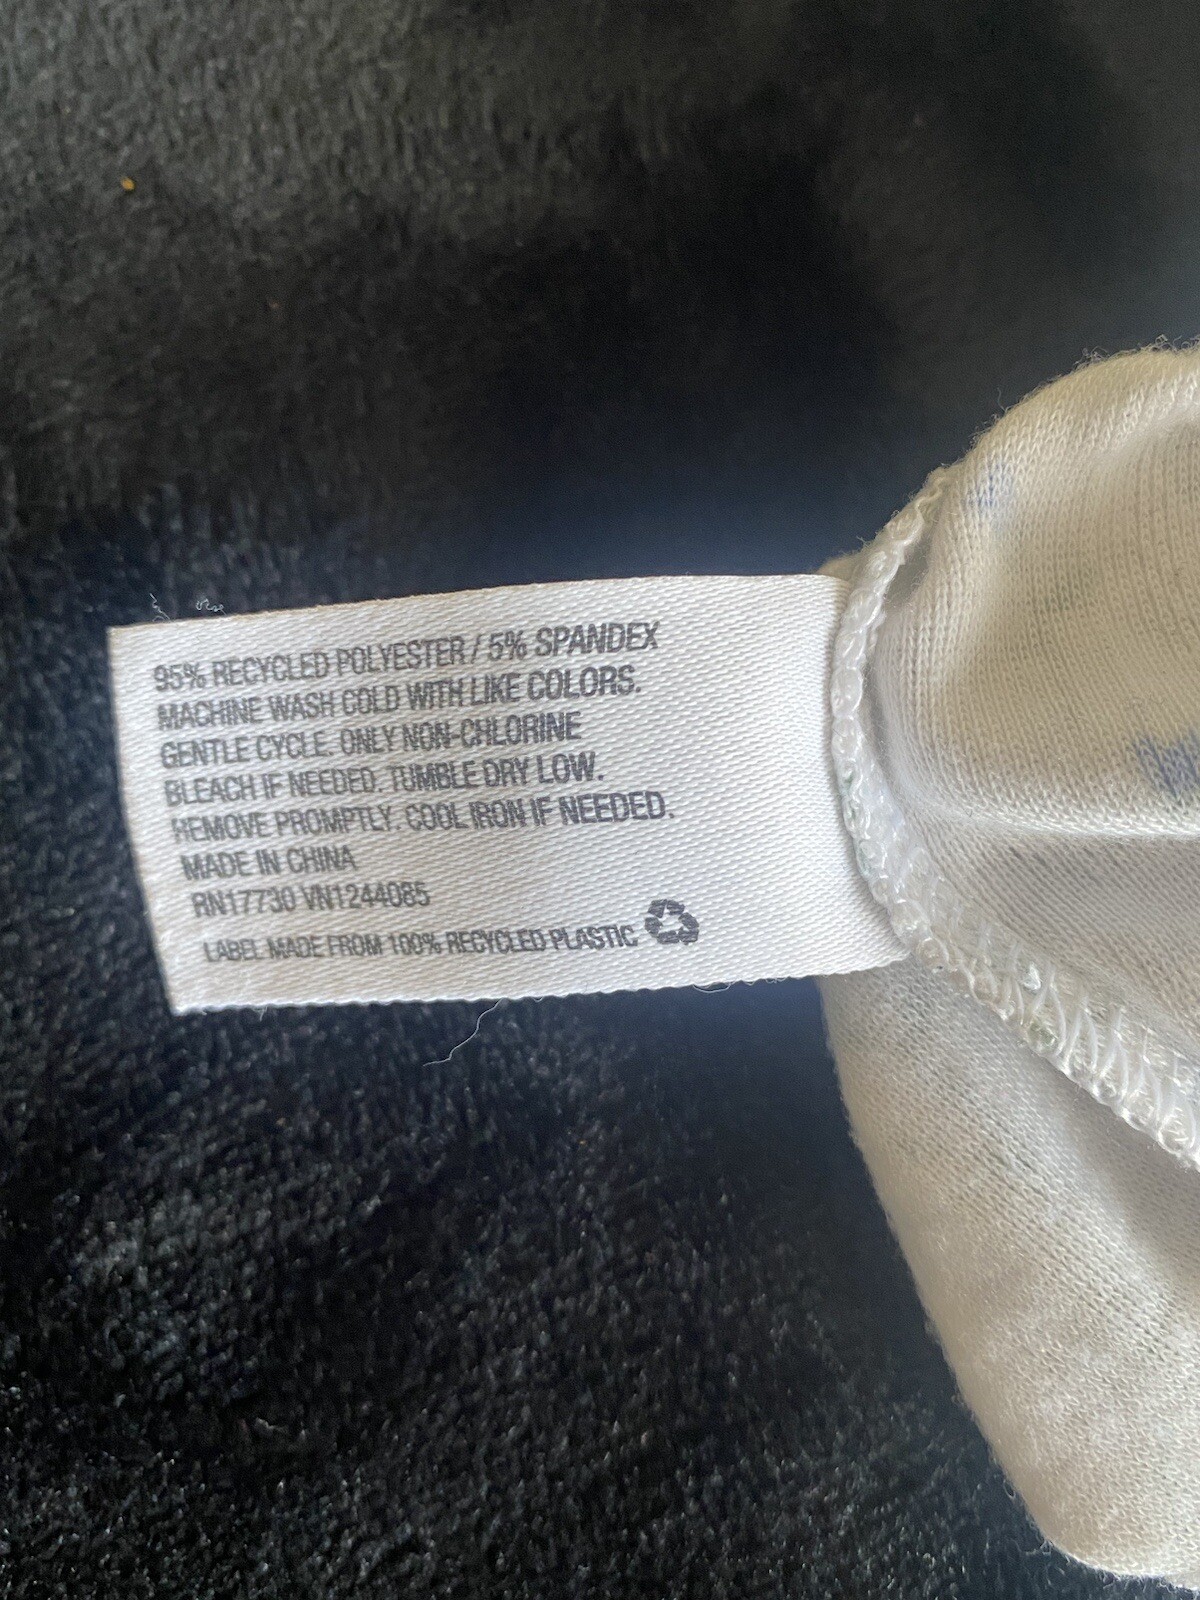 95% RECYCLED POLYESTER / 5% SPANDEX
MACHINE WASH COLD WITH LIKE COLORS.
GENTLE CYCLE. ONLY NON-CHLORINE
BLEACH IF NEEDED. TUMBLE DRY LOW.
REMOVE PROMPTLY. COOL IRON IF NEEDED.
MADE IN CHINA
RN17730 VN1244085
LABEL MADE FROM 100% RECYCLED PLASTIC